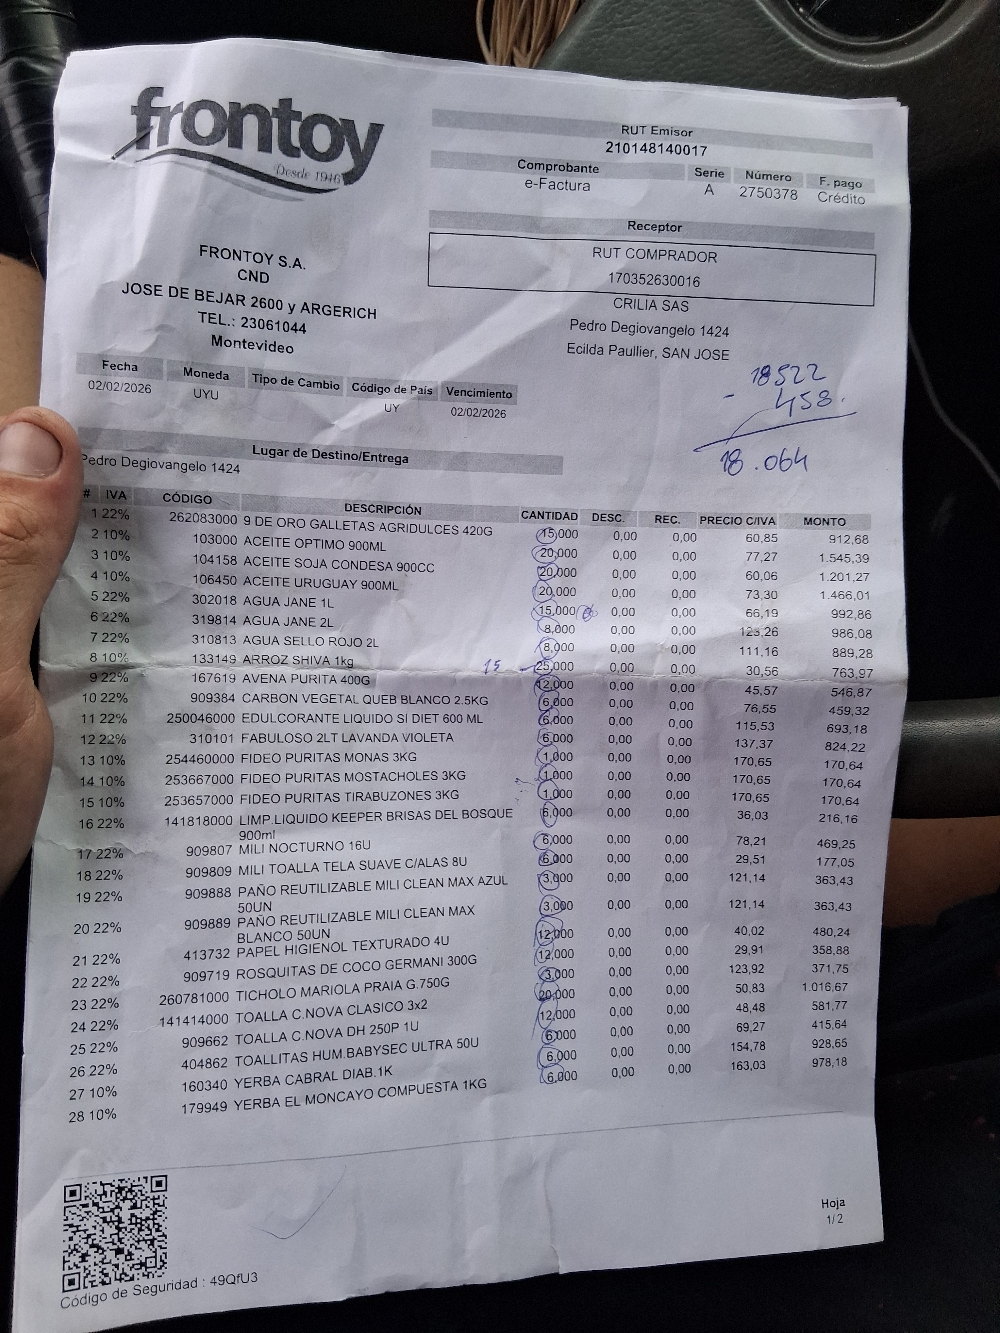 frontoy
Desde 1946
RUT Emisor
210148140017
Comprobante Serie Número F. pago
e-Factura A 2750378 Crédito
Receptor
RUT COMPRADOR
170352630016
CRILIA SAS
Pedro Degiovangelo 1424
Ecilda Paullier, SAN JOSE
FRONTOY S.A.
CND
JOSE DE BEJAR 2600 y ARGERICH
TEL.: 23061044
Montevideo
18522
- 458.
18.064
Fecha Moneda Tipo de Cambio Código de País Vencimiento
02/02/2026 UYU UY 02/02/2026
Lugar de Destino/Entrega
Pedro Degiovangelo 1424
# IVA CÓDIGO DESCRIPCIÓN CANTIDAD DESC. REC. PRECIO C/IVA MONTO
1 22% 262083000 9 DE ORO GALLETAS AGRIDULCES 420G 15,000 0,00 0,00 60,85 912,68
2 10% 103000 ACEITE OPTIMO 900ML 20,000 0,00 0,00 77,27 1.545,39
3 10% 104158 ACEITE SOJA CONDESA 900CC 20,000 0,00 0,00 60,06 1.201,27
4 10% 106450 ACEITE URUGUAY 900ML 20,000 0,00 0,00 73,30 1.466,01
5 22% 302018 AGUA JANE 1L 15,000 0,00 0,00 66,19 992,86
6 22% 319814 AGUA JANE 2L 8,000 0,00 0,00 123,26 986,08
7 22% 310813 AGUA SELLO ROJO 2L 8,000 0,00 0,00 111,16 889,28
8 10% 133149 ARROZ SHIVA 1kg 15 25,000 0,00 0,00 30,56 763,97
9 22% 167619 AVENA PURITA 400G 12,000 0,00 0,00 45,57 546,87
10 22% 909384 CARBON VEGETAL QUEB BLANCO 2.5KG 6,000 0,00 0,00 76,55 459,32
11 22% 250046000 EDULCORANTE LIQUIDO SI DIET 600 ML 6,000 0,00 0,00 115,53 693,18
12 22% 310101 FABULOSO 2LT LAVANDA VIOLETA 6,000 0,00 0,00 137,37 824,22
13 10% 254460000 FIDEO PURITAS MONAS 3KG 1,000 0,00 0,00 170,65 170,64
14 10% 253667000 FIDEO PURITAS MOSTACHOLES 3KG 1,000 0,00 0,00 170,65 170,64
15 10% 253657000 FIDEO PURITAS TIRABUZONES 3KG 1,000 0,00 0,00 170,65 170,64
16 22% 141818000 LIMP.LIQUIDO KEEPER BRISAS DEL BOSQUE 6,000 0,00 0,00 36,03 216,16
900ml
17 22% 909807 MILI NOCTURNO 16U 6,000 0,00 0,00 78,21 469,25
18 22% 909809 MILI TOALLA TELA SUAVE C/ALAS 8U 6,000 0,00 0,00 29,51 177,05
19 22% 909888 PAÑO REUTILIZABLE MILI CLEAN MAX AZUL 3,000 0,00 0,00 121,14 363,43
50UN
20 22% 909889 PAÑO REUTILIZABLE MILI CLEAN MAX 3,000 0,00 0,00 121,14 363,43
BLANCO 50UN
21 22% 413732 PAPEL HIGIENOL TEXTURADO 4U 12,000 0,00 0,00 40,02 480,24
22 22% 909719 ROSQUITAS DE COCO GERMANI 300G 12,000 0,00 0,00 29,91 358,88
23 22% 260781000 TICHOLO MARIOLA PRAIA G.750G 3,000 0,00 0,00 123,92 371,75
24 22% 141414000 TOALLA C.NOVA CLASICO 3x2 20,000 0,00 0,00 50,83 1.016,67
25 22% 909662 TOALLA C.NOVA DH 250P 1U 12,000 0,00 0,00 48,48 581,77
26 22% 404862 TOALLITAS HUM.BABYSEC ULTRA 50U 6,000 0,00 0,00 69,27 415,64
27 10% 160340 YERBA CABRAL DIAB.1K 6,000 0,00 0,00 154,78 928,65
28 10% 179949 YERBA EL MONCAYO COMPUESTA 1KG 6,000 0,00 0,00 163,03 978,18
Hoja
1/2
Código de Seguridad : 49QfU3